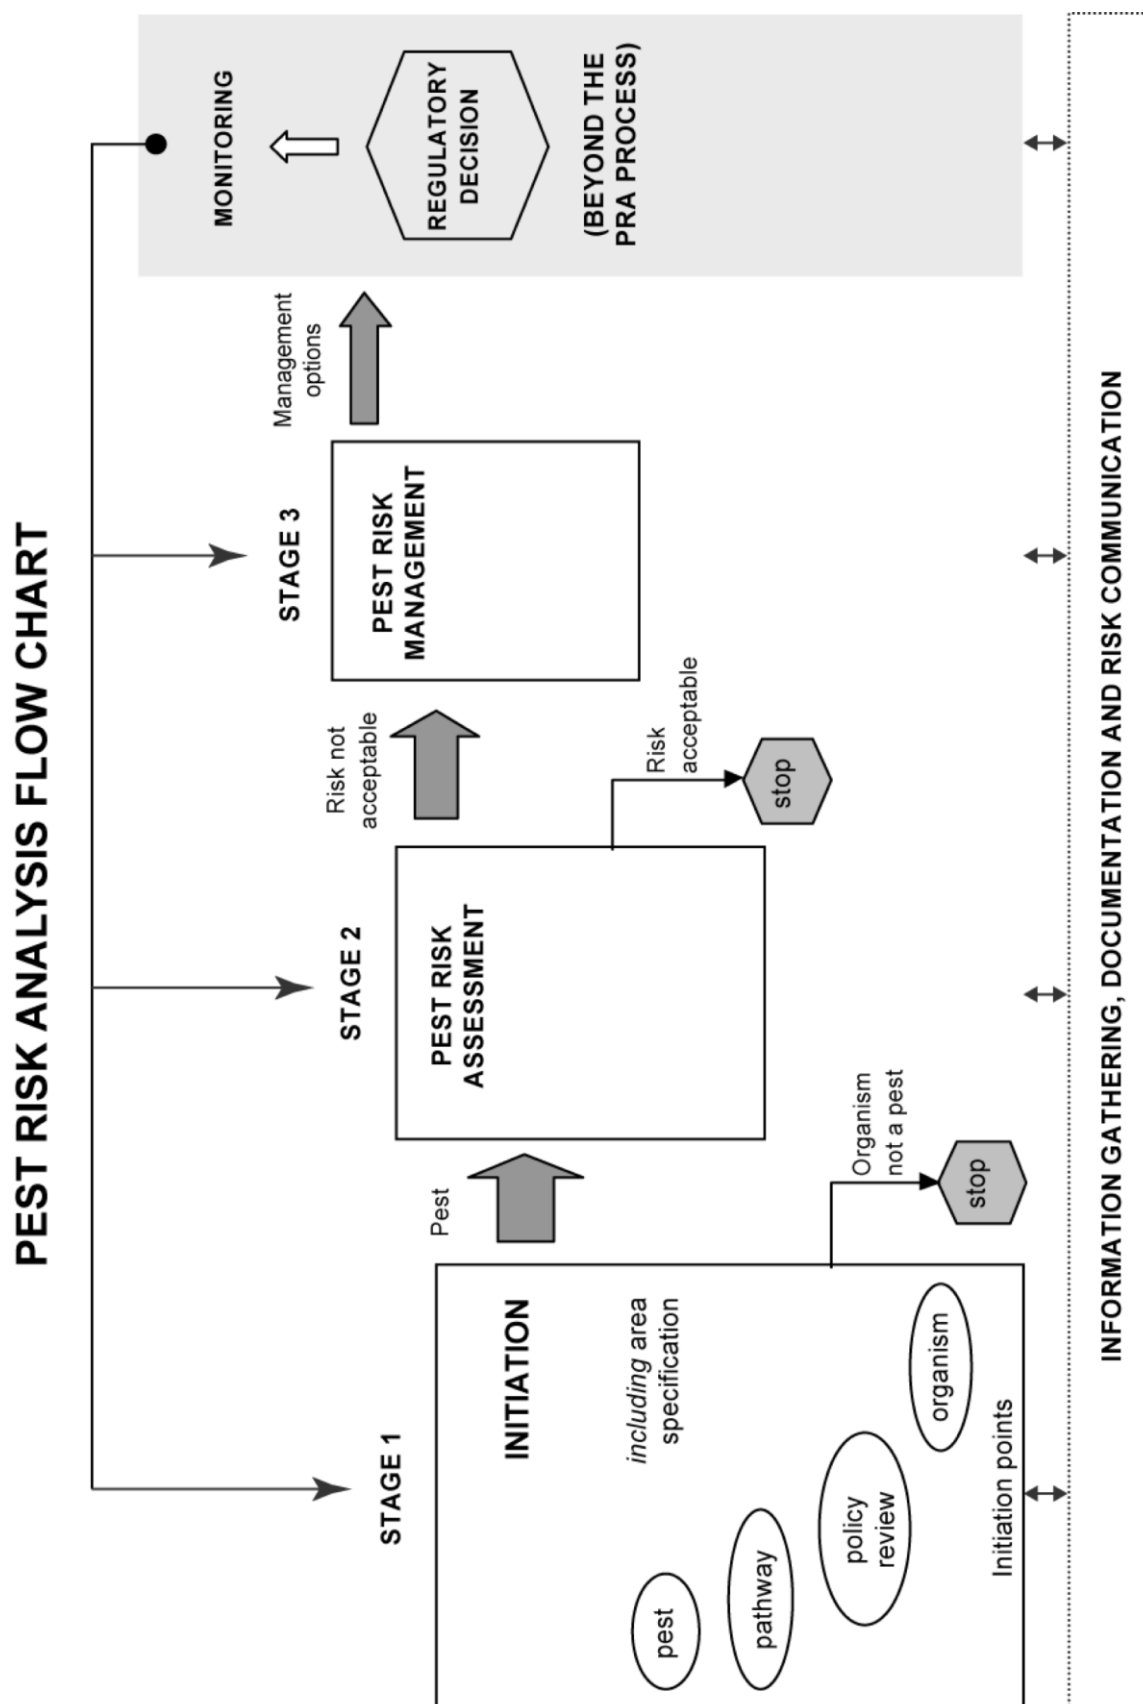 PEST RISK ANALYSIS FLOW CHART
STAGE 1
INITIATION
including area
specification
pest
pathway
policy
review
organism
Initiation points
Pest
Organism
not a pest
stop
STAGE 2
PEST RISK
ASSESSMENT
Risk not
acceptable
Risk
acceptable
stop
STAGE 3
PEST RISK
MANAGEMENT
Management
options
MONITORING
REGULATORY
DECISION
(BEYOND THE
PRA PROCESS)
INFORMATION GATHERING, DOCUMENTATION AND RISK COMMUNICATION